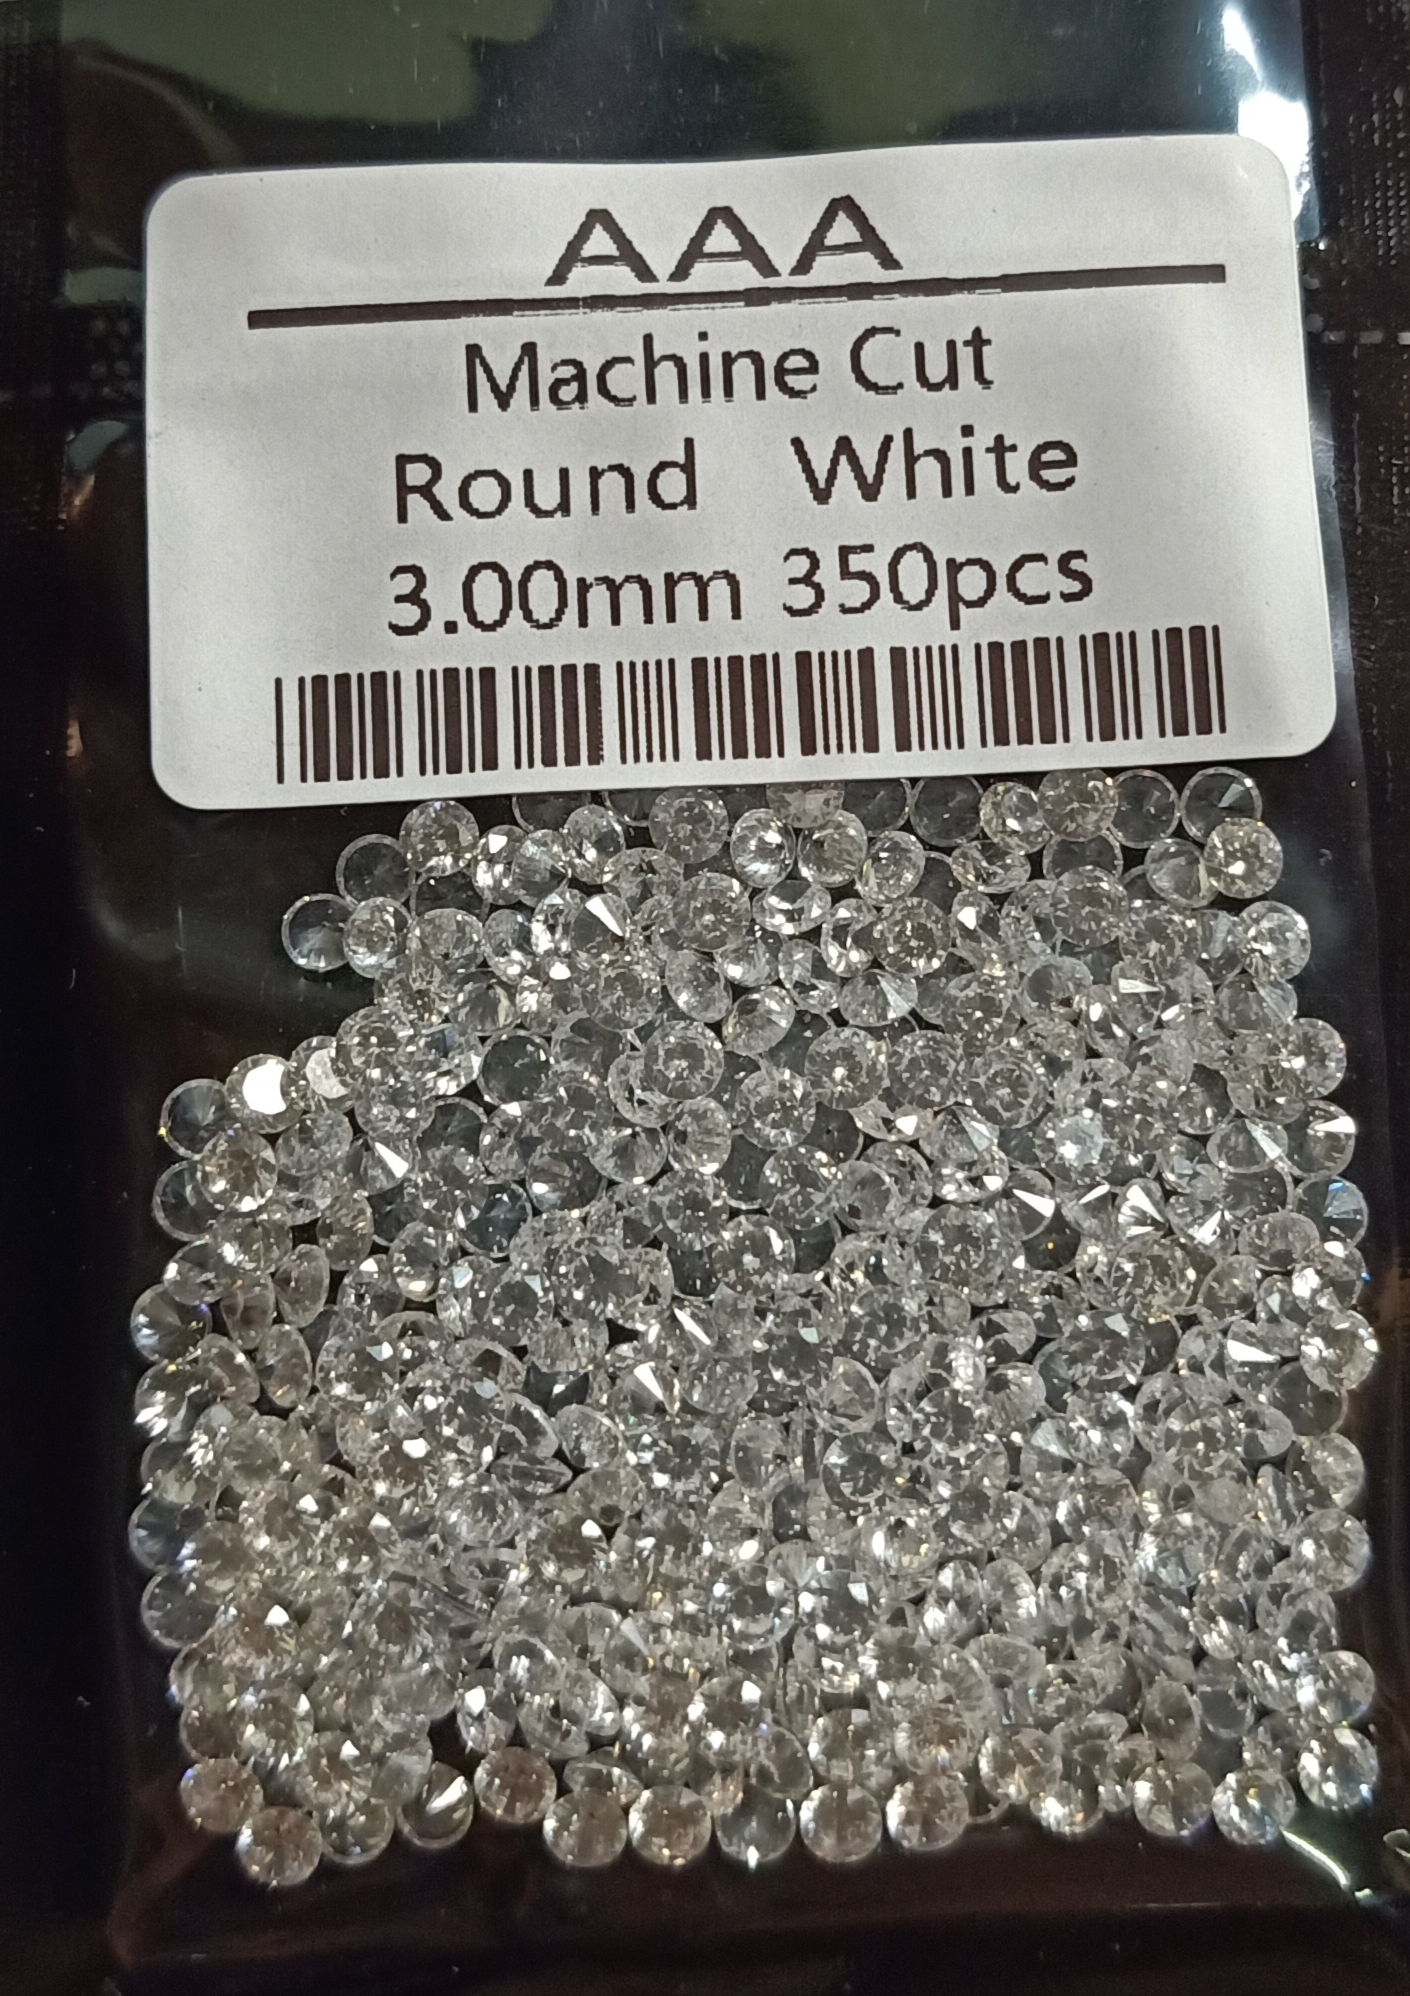 AAA
Machine Cut
Round White
3.00mm 350pcs